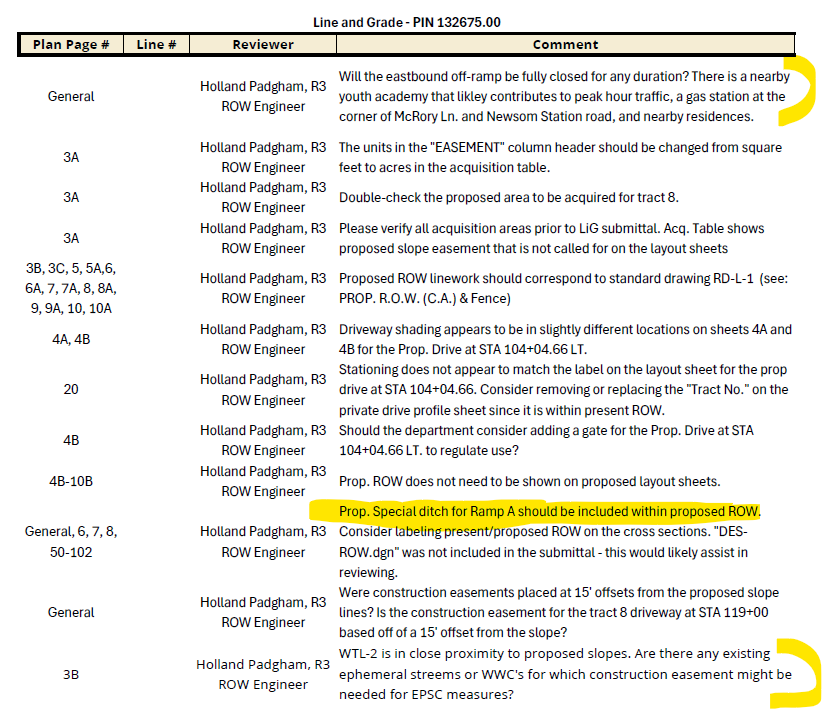 Line and Grade - PIN 132675.00
Plan Page # Line # Reviewer Comment
General
Holland Padgham, R3
ROW Engineer
Will the eastbound off-ramp be fully closed for any duration? There is a nearby
youth academy that likley contributes to peak hour traffic, a gas station at the
corner of McRory Ln. and Newsom Station road, and nearby residences.
3A
Holland Padgham, R3
ROW Engineer
The units in the "EASEMENT" column header should be changed from square
feet to acres in the acquisition table.
3A
Holland Padgham, R3
ROW Engineer
Double-check the proposed area to be acquired for tract 8.
3A
Holland Padgham, R3
ROW Engineer
Please verify all acquisition areas prior to LiG submittal. Acq. Table shows
proposed slope easement that is not called for on the layout sheets
3B, 3C, 5, 5A,6,
6A, 7, 7A, 8, 8A,
9, 9A, 10, 10A
Holland Padgham, R3
ROW Engineer
Proposed ROW linework should correspond to standard drawing RD-L-1 (see:
PROP. R.O.W. (C.A.) & Fence)
4A, 4B
Holland Padgham, R3
ROW Engineer
Driveway shading appears to be in slightly different locations on sheets 4A and
4B for the Prop. Drive at STA 104+04.66 LT.
20
Holland Padgham, R3
ROW Engineer
Stationing does not appear to match the label on the layout sheet for the prop
drive at STA 104+04.66. Consider removing or replacing the "Tract No." on the
private drive profile sheet since it is within present ROW.
4B
Holland Padgham, R3
ROW Engineer
Should the department consider adding a gate for the Prop. Drive at STA
104+04.66 LT. to regulate use?
4B-10B
Holland Padgham, R3
ROW Engineer
Prop. ROW does not need to be shown on proposed layout sheets.
Prop. Special ditch for Ramp A should be included within proposed ROW.
General, 6, 7, 8,
50-102
Holland Padgham, R3
ROW Engineer
Consider labeling present/proposed ROW on the cross sections. "DES-
ROW.dgn" was not included in the submittal - this would likely assist in
reviewing.
General
Holland Padgham, R3
ROW Engineer
Were construction easements placed at 15' offsets from the proposed slope
lines? Is the construction easement for the tract 8 driveway at STA 119+00
based off of a 15' offset from the slope?
3B
Holland Padgham, R3
ROW Engineer
WTL-2 is in close proximity to proposed slopes. Are there any existing
ephemeral streems or WWC's for which construction easement might be
needed for EPSC measures?